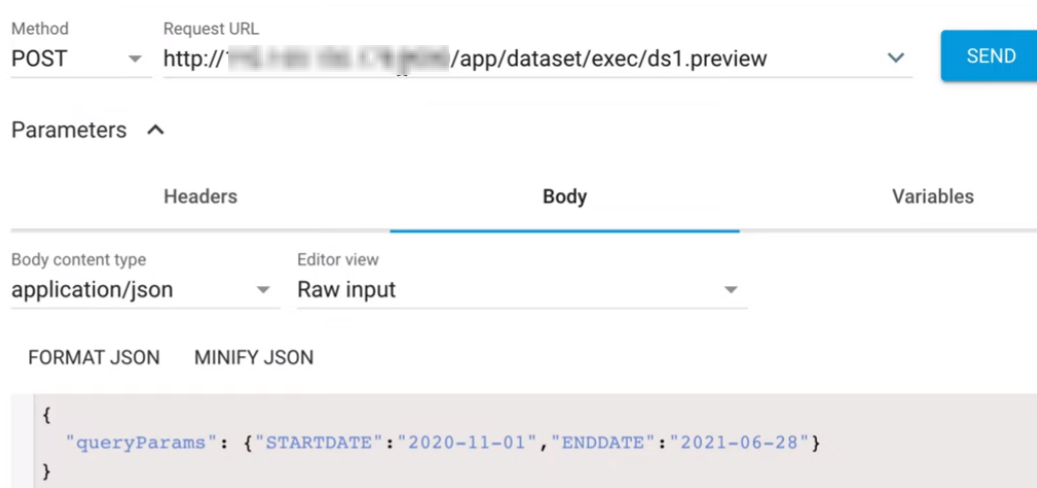 Method Request URL
POST http:// /app/dataset/exec/ds1.preview SEND
Parameters
Headers Body Variables
Body content type Editor view
application/json Raw input
FORMAT JSON MINIFY JSON
{
"queryParams": {"STARTDATE":"2020-11-01","ENDDATE":"2021-06-28"}
}